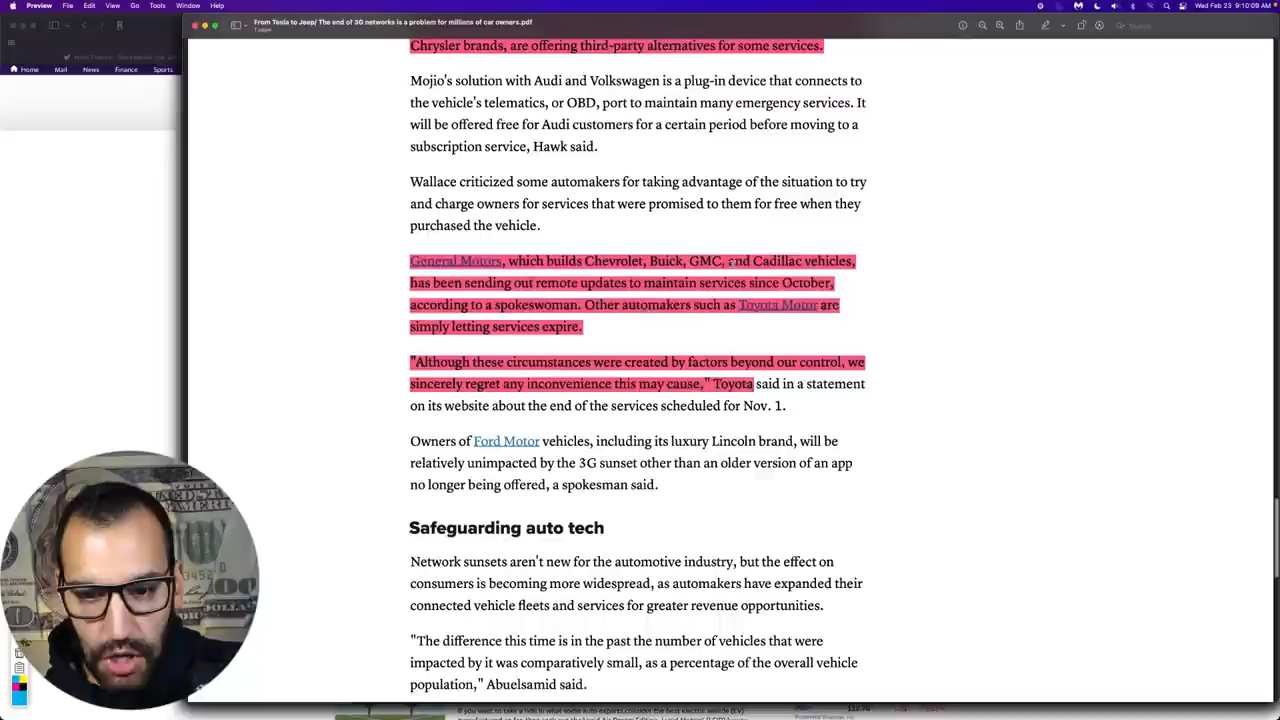 Preview File Edit View Go Tools Window Help
Wed Feb 23 9:10:09 AM
From Tesla to Jeep/ The end of 3G networks is a problem for millions of car owners.pdf
Search
Home Mail News Finance Sports
Chrysler brands, are offering third-party alternatives for some services.
Mojio's solution with Audi and Volkswagen is a plug-in device that connects to
the vehicle's telematics, or OBD, port to maintain many emergency services. It
will be offered free for Audi customers for a certain period before moving to a
subscription service, Hawk said.
Wallace criticized some automakers for taking advantage of the situation to try
and charge owners for services that were promised to them for free when they
purchased the vehicle.
General Motors, which builds Chevrolet, Buick, GMC, and Cadillac vehicles,
has been sending out remote updates to maintain services since October,
according to a spokeswoman. Other automakers such as Toyota Motor are
simply letting services expire.
"Although these circumstances were created by factors beyond our control, we
sincerely regret any inconvenience this may cause," Toyota said in a statement
on its website about the end of the services scheduled for Nov. 1.
Owners of Ford Motor vehicles, including its luxury Lincoln brand, will be
relatively unimpacted by the 3G sunset other than an older version of an app
no longer being offered, a spokesman said.
Safeguarding auto tech
Network sunsets aren't new for the automotive industry, but the effect on
consumers is becoming more widespread, as automakers have expanded their
connected vehicle fleets and services for greater revenue opportunities.
"The difference this time is in the past the number of vehicles that were
impacted by it was comparatively small, as a percentage of the overall vehicle
population," Abuelsamid said.